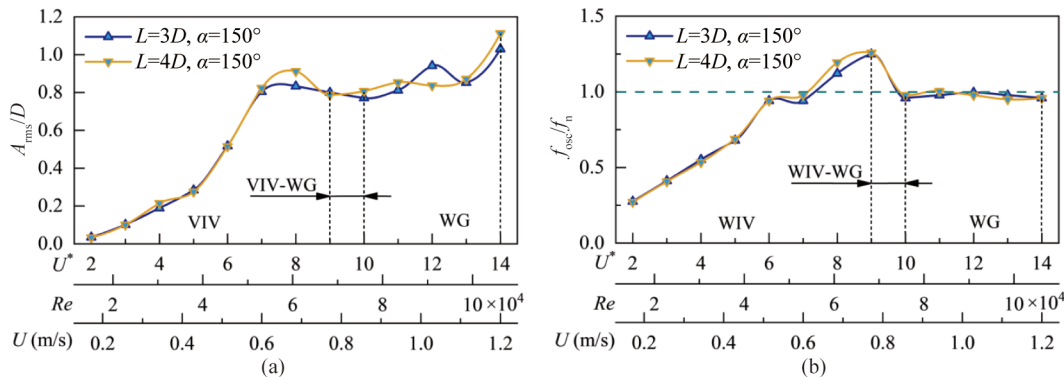 1.2
1.0
0.8
0.6
0.4
0.2
0.0
A_rms/D
L=3D, α=150°
L=4D, α=150°
VIV-WG
VIV
WG
U* 2 4 6 8 10 12 14
Re 2 4 6 8 10×10⁴
U (m/s) 0.2 0.4 0.6 0.8 1.0 1.2
(a)
1.5
1.0
0.5
0.0
f_osc/f_n
L=3D, α=150°
L=4D, α=150°
WIV-WG
WIV
WG
U* 2 4 6 8 10 12 14
Re 2 4 6 8 10×10⁴
U (m/s) 0.2 0.4 0.6 0.8 1.0 1.2
(b)